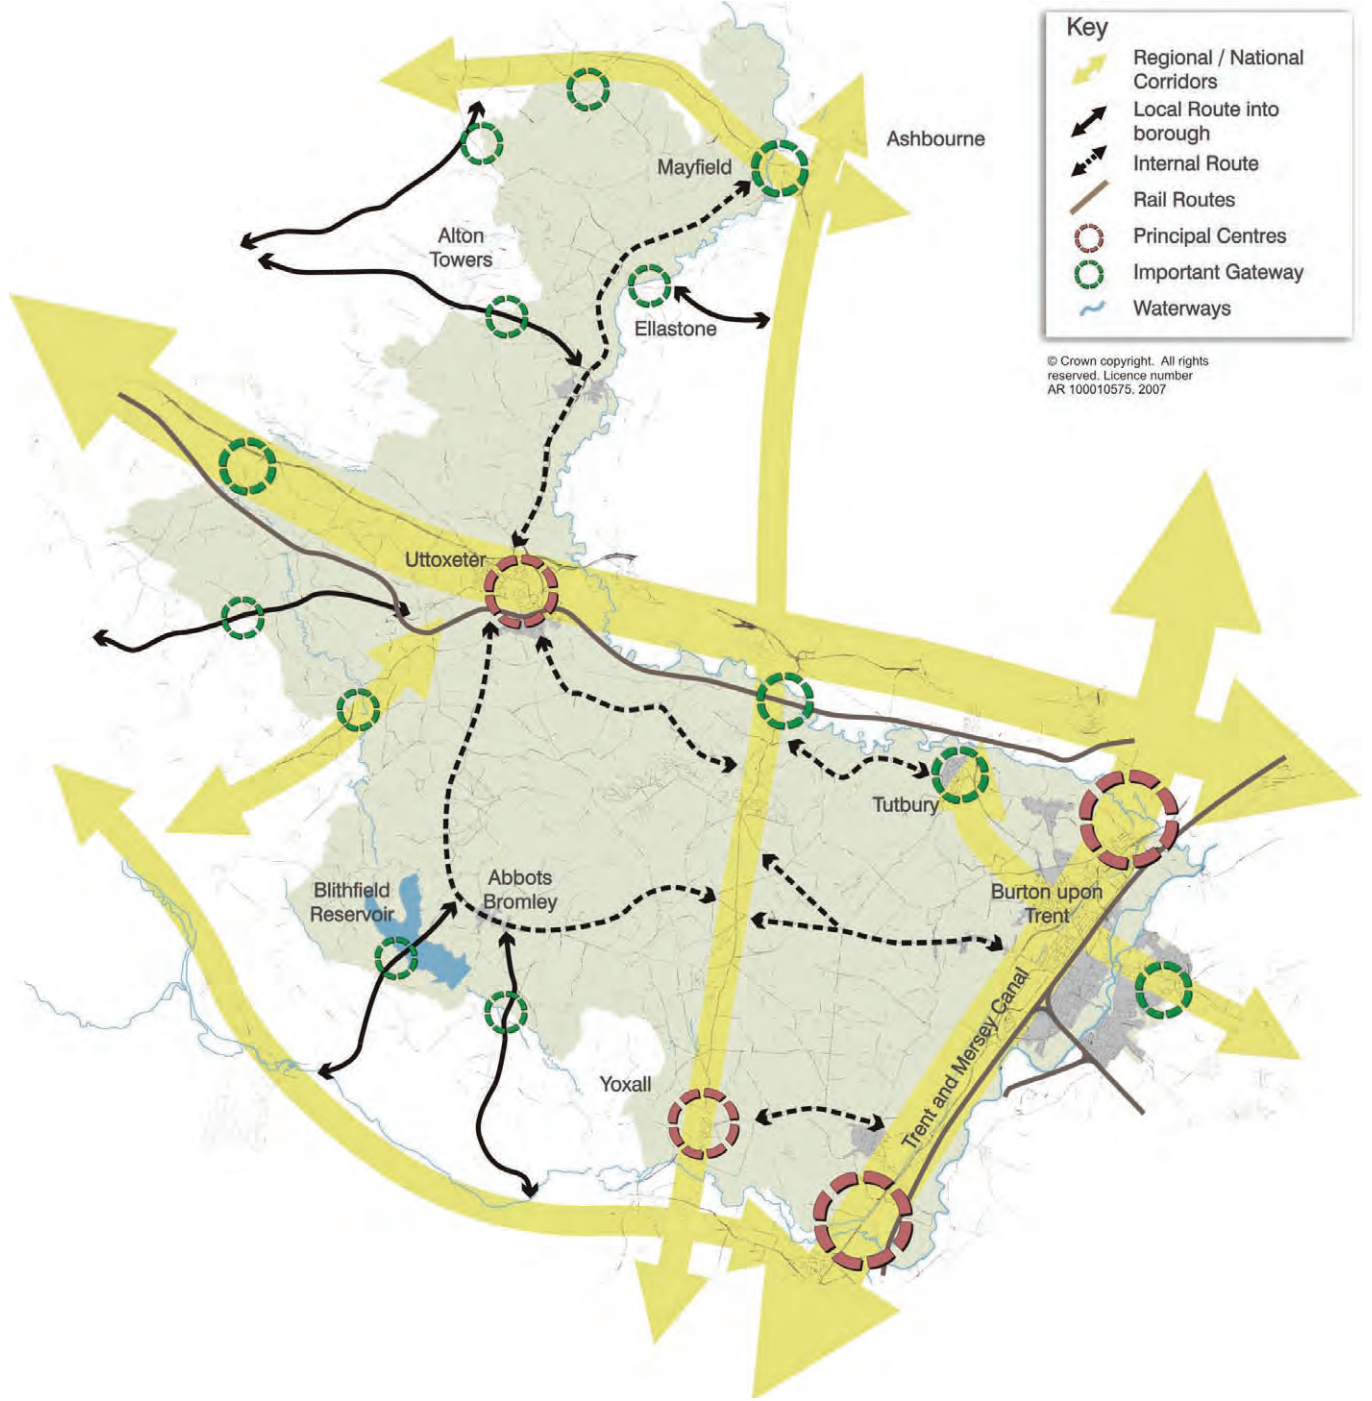 Key
Regional / National
Corridors
Local Route into
borough
Internal Route
Rail Routes
Principal Centres
Important Gateway
Waterways
© Crown copyright. All rights
reserved. Licence number
AR 100010575. 2007
Ashbourne
Mayfield
Alton
Towers
Ellastone
Uttoxeter
Tutbury
Blithfield
Reservoir
Abbots
Bromley
Burton upon
Trent
Trent and Mersey Canal
Yoxall